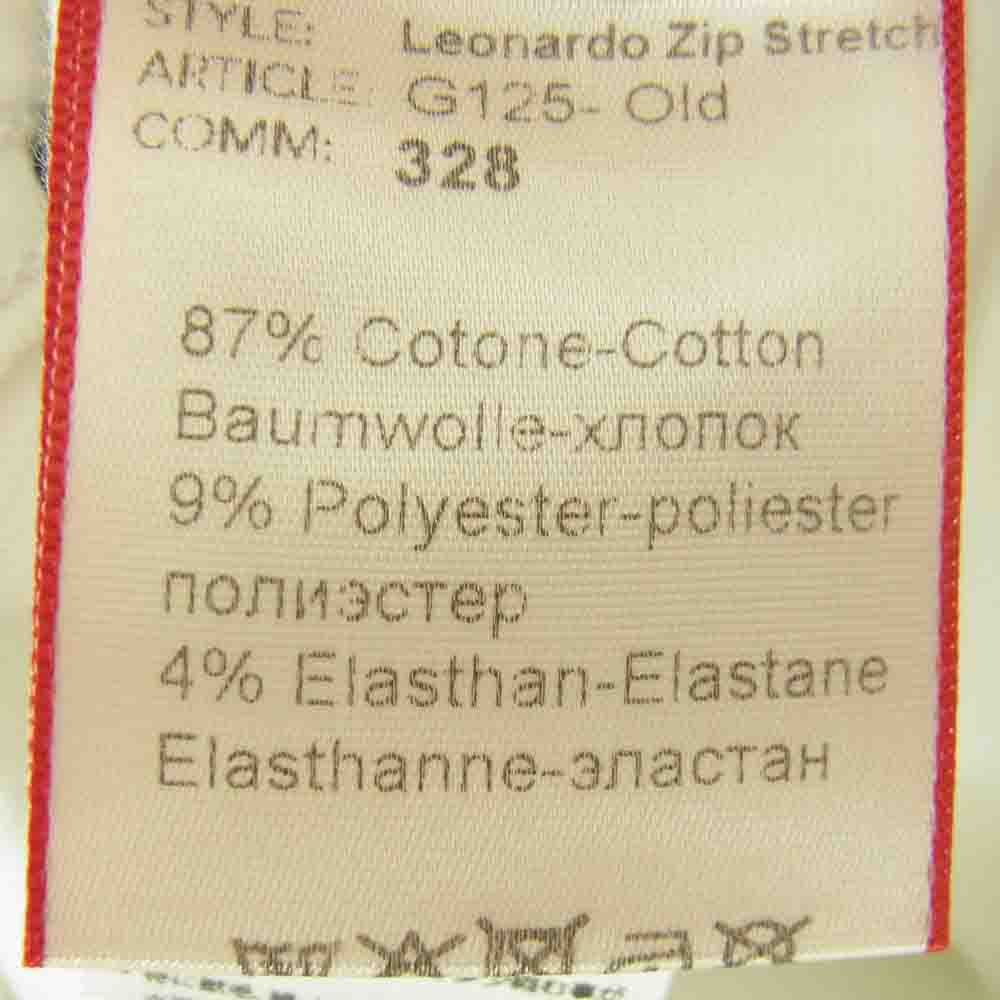 STYLE: Leonardo Zip Stretch
ARTICLE: G125- Old
COMM: 328
87% Cotone-Cotton
Baumwolle-хлопок
9% Polyester-poliester
полиэстер
4% Elasthan-Elastane
Elasthanne-эластан